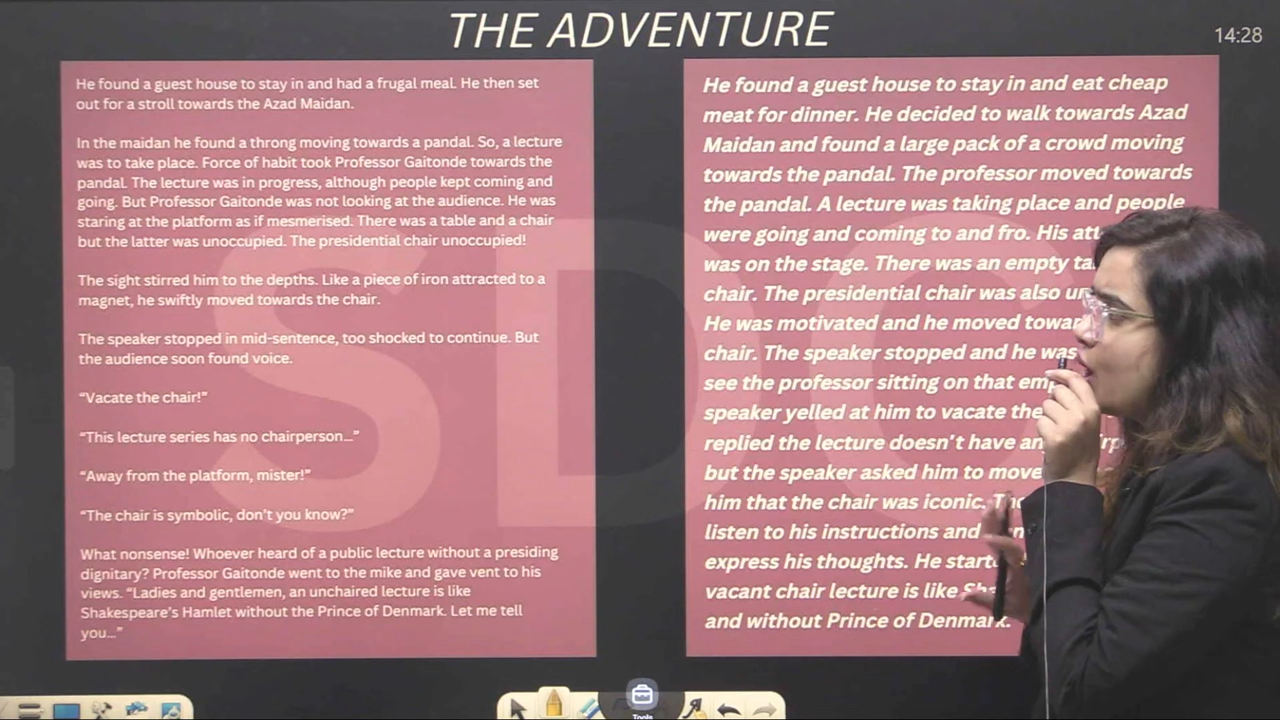 THE ADVENTURE
14:28
He found a guest house to stay in and had a frugal meal. He then set
out for a stroll towards the Azad Maidan.
In the maidan he found a throng moving towards a pandal. So, a lecture
was to take place. Force of habit took Professor Gaitonde towards the
pandal. The lecture was in progress, although people kept coming and
going. But Professor Gaitonde was not looking at the audience. He was
staring at the platform as if mesmerised. There was a table and a chair
but the latter was unoccupied. The presidential chair unoccupied!
The sight stirred him to the depths. Like a piece of iron attracted to a
magnet, he swiftly moved towards the chair.
The speaker stopped in mid-sentence, too shocked to continue. But
the audience soon found voice.
“Vacate the chair!”
“This lecture series has no chairperson...”
“Away from the platform, mister!”
“The chair is symbolic, don’t you know?”
What nonsense! Whoever heard of a public lecture without a presiding
dignitary? Professor Gaitonde went to the mike and gave vent to his
views. “Ladies and gentlemen, an unchaired lecture is like
Shakespeare’s Hamlet without the Prince of Denmark. Let me tell
you...”
He found a guest house to stay in and eat cheap
meat for dinner. He decided to walk towards Azad
Maidan and found a large pack of a crowd moving
towards the pandal. The professor moved towards
the pandal. A lecture was taking place and people
were going and coming to and fro. His
was on the stage. There was an empty
chair. The presidential chair was also
He was motivated and he moved
chair. The speaker stopped and he was
see the professor sitting on that
speaker yelled at him to vacate the
replied the lecture doesn't have
but the speaker asked him to move
him that the chair was iconic.
listen to his instructions and
express his thoughts. He
vacant chair lecture is like
and without Prince of Denmark.
SDC
Tools